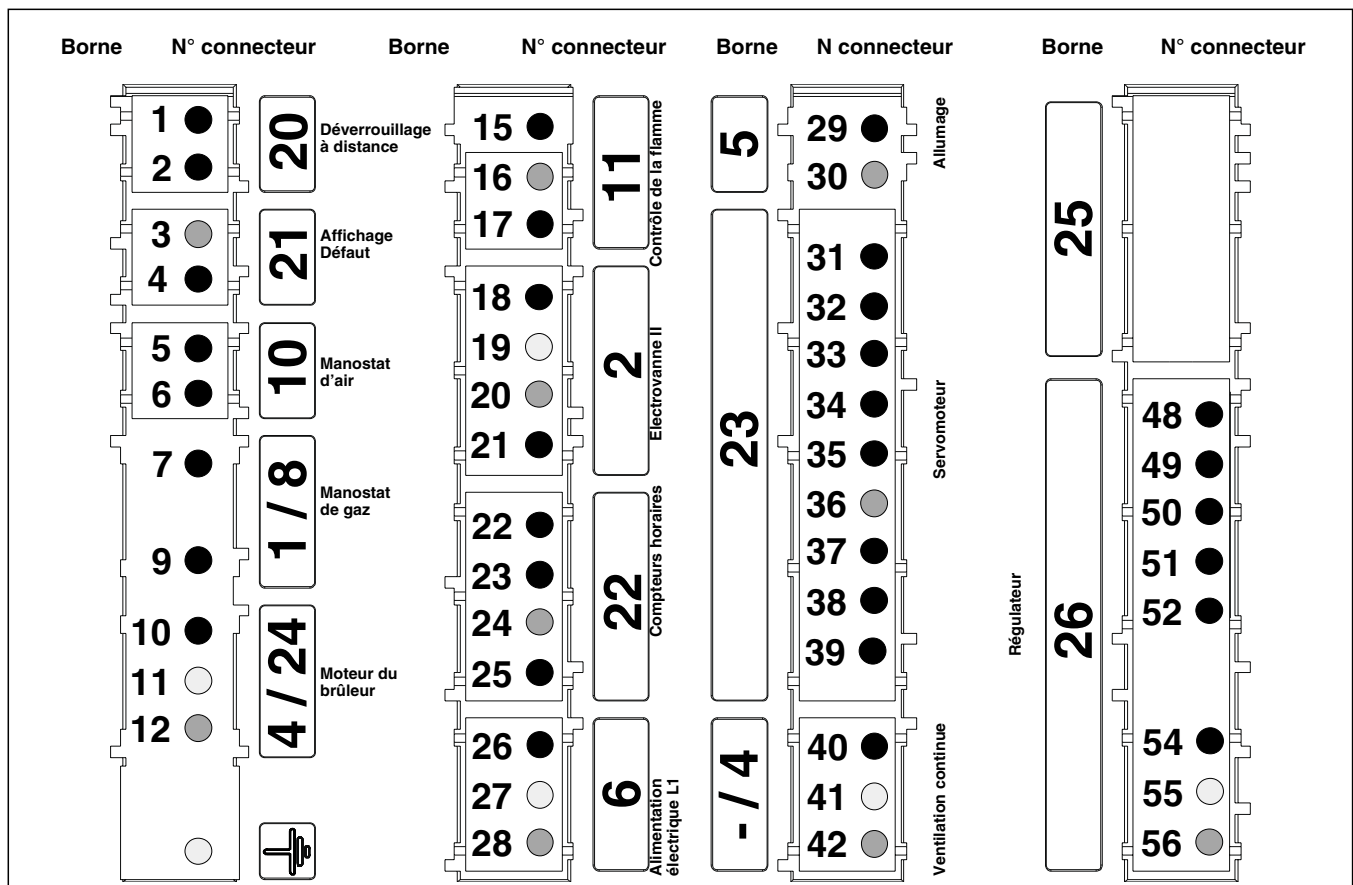 Borne N° connecteur Borne N° connecteur Borne N connecteur Borne N° connecteur
1
2
20
Déverrouillage
à distance
3
4
21
Affichage
Défaut
5
6
10
Manostat
d'air
7
9
1 / 8
Manostat
de gaz
10
11
12
4 / 24
Moteur du
brûleur
15
16
17
11
Contrôle de la flamme
18
19
20
21
2
Electrovanne II
22
23
24
25
22
Compteurs horaires
26
27
28
6
Alimentation
électrique L1
5
29
30
Allumage
23
31
32
33
34
35
36
37
38
39
Servomoteur
- / 4
40
41
42
Ventilation continue
25
Régulateur
26
48
49
50
51
52
54
55
56